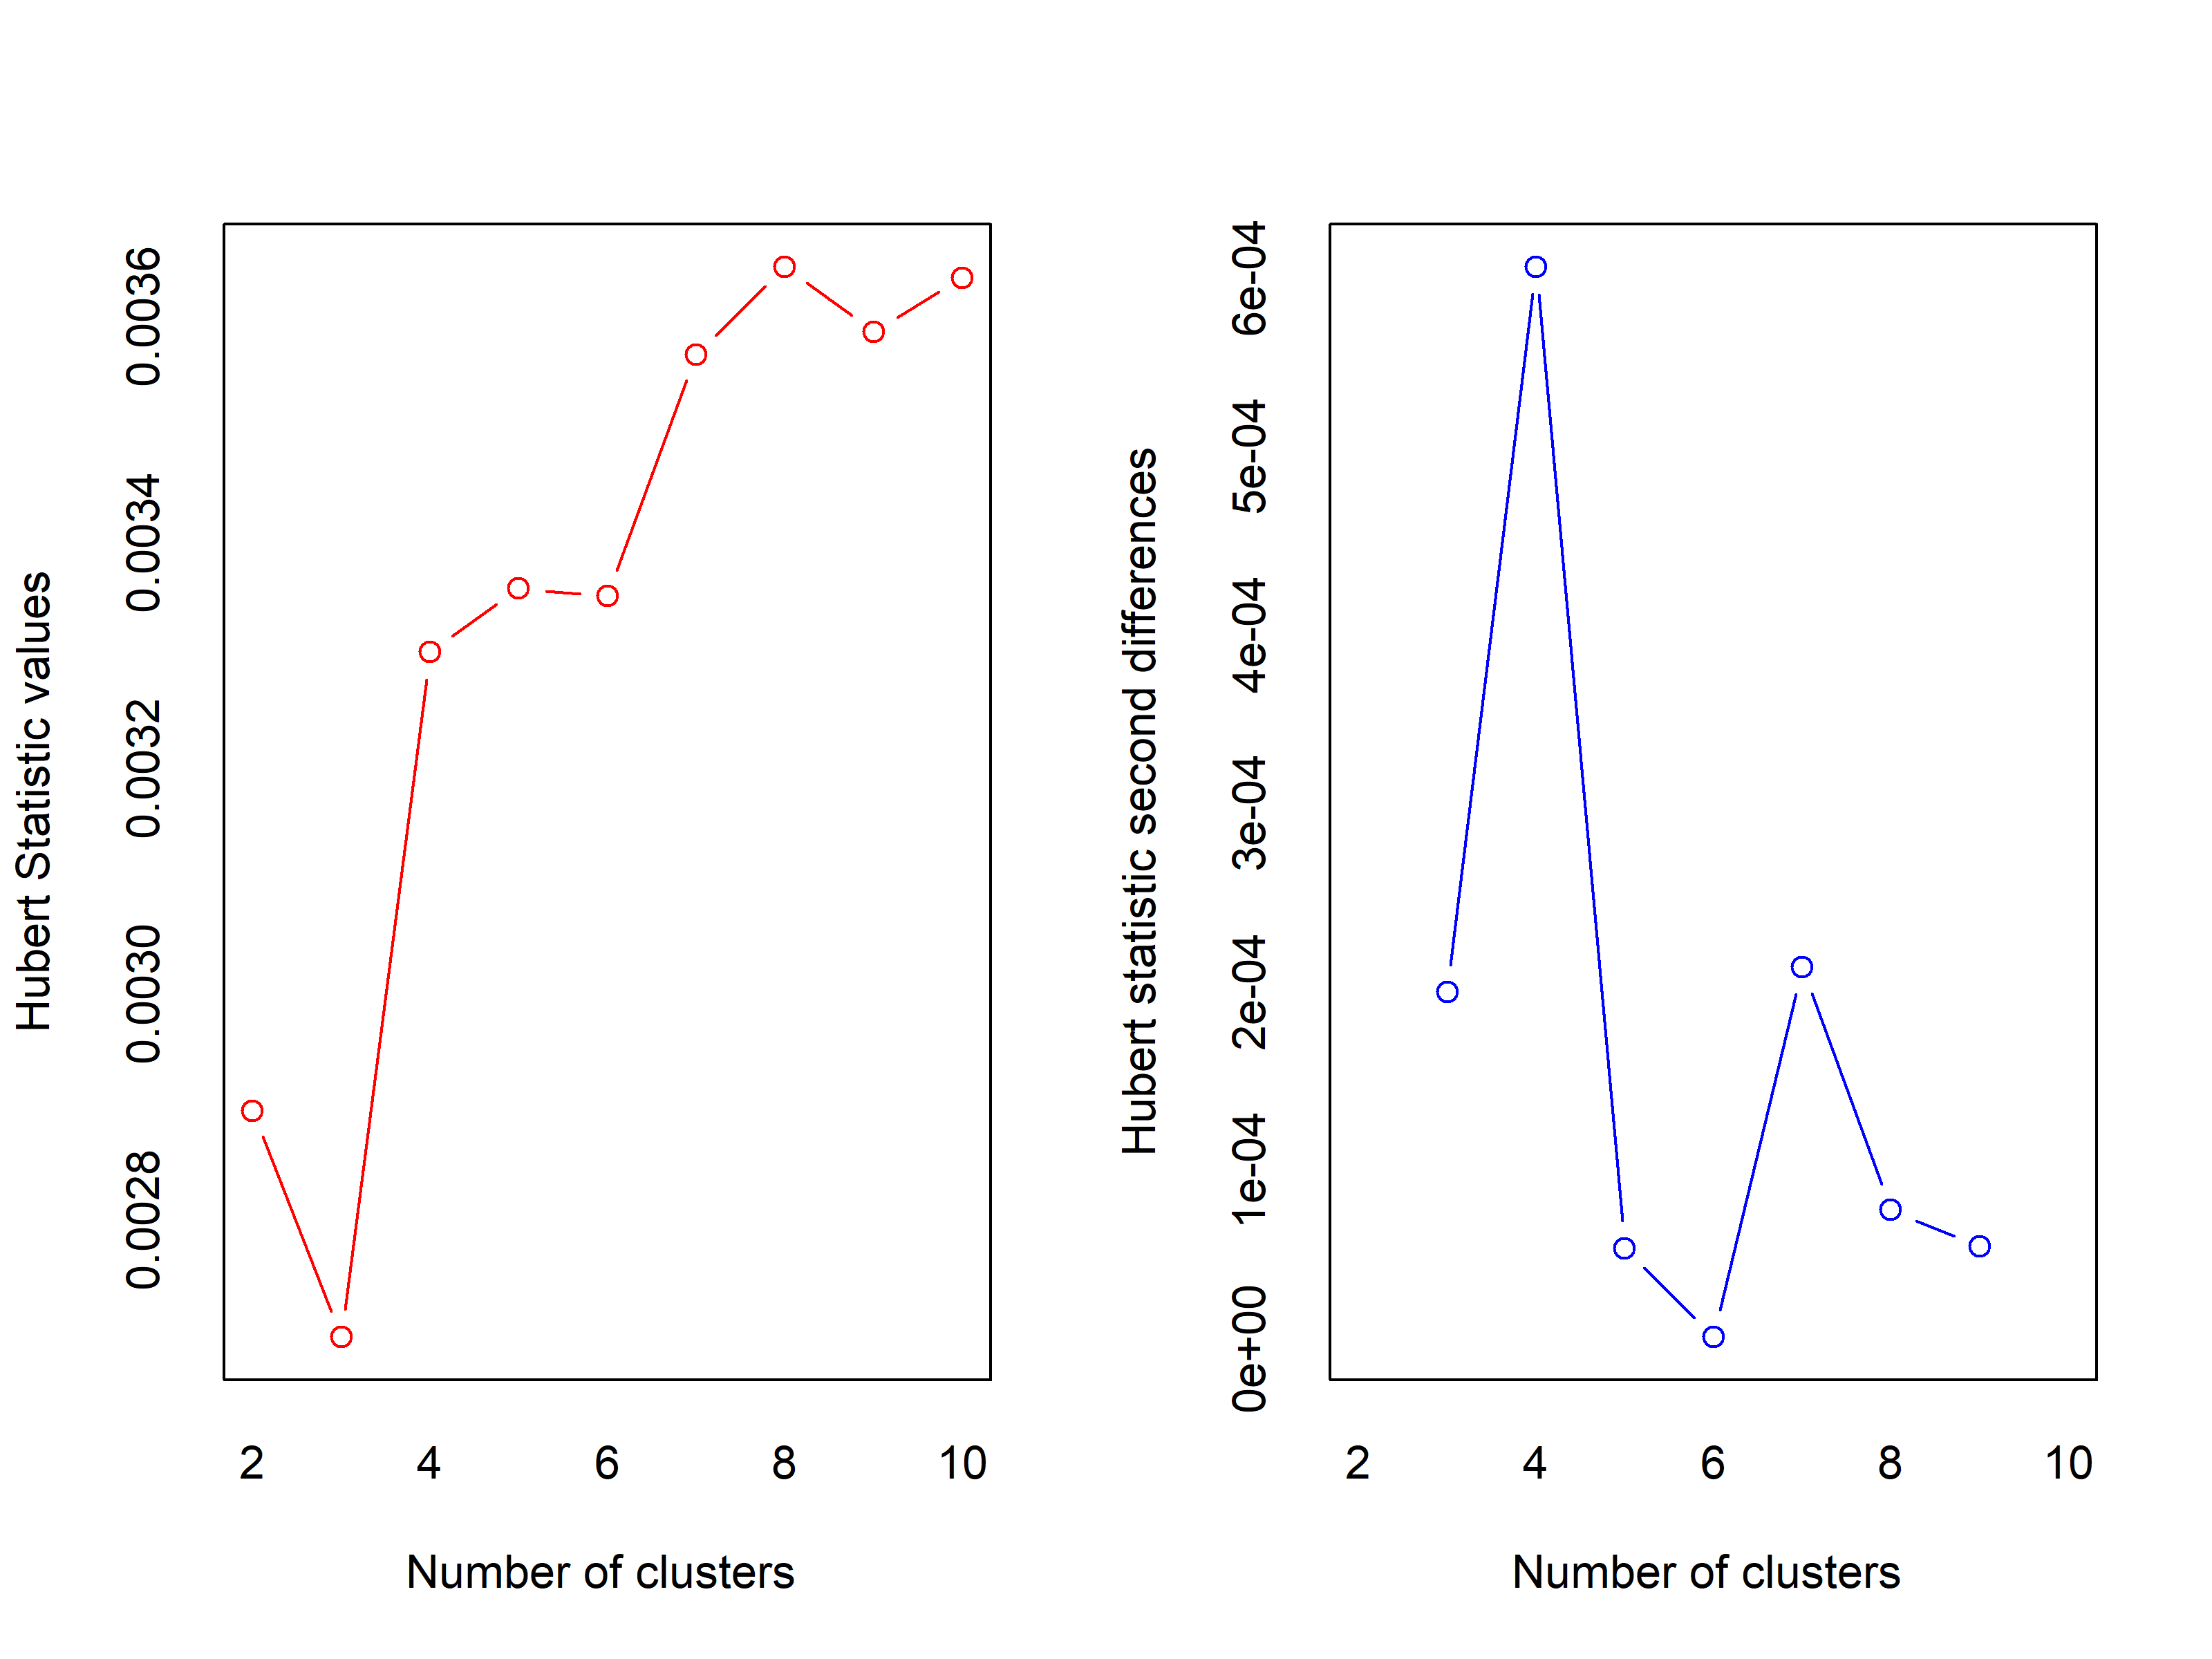 Hubert Statistic values
0.0028
0.0030
0.0032
0.0034
0.0036
2 4 6 8 10
Number of clusters
Hubert statistic second differences
0e+00
1e-04
2e-04
3e-04
4e-04
5e-04
6e-04
2 4 6 8 10
Number of clusters